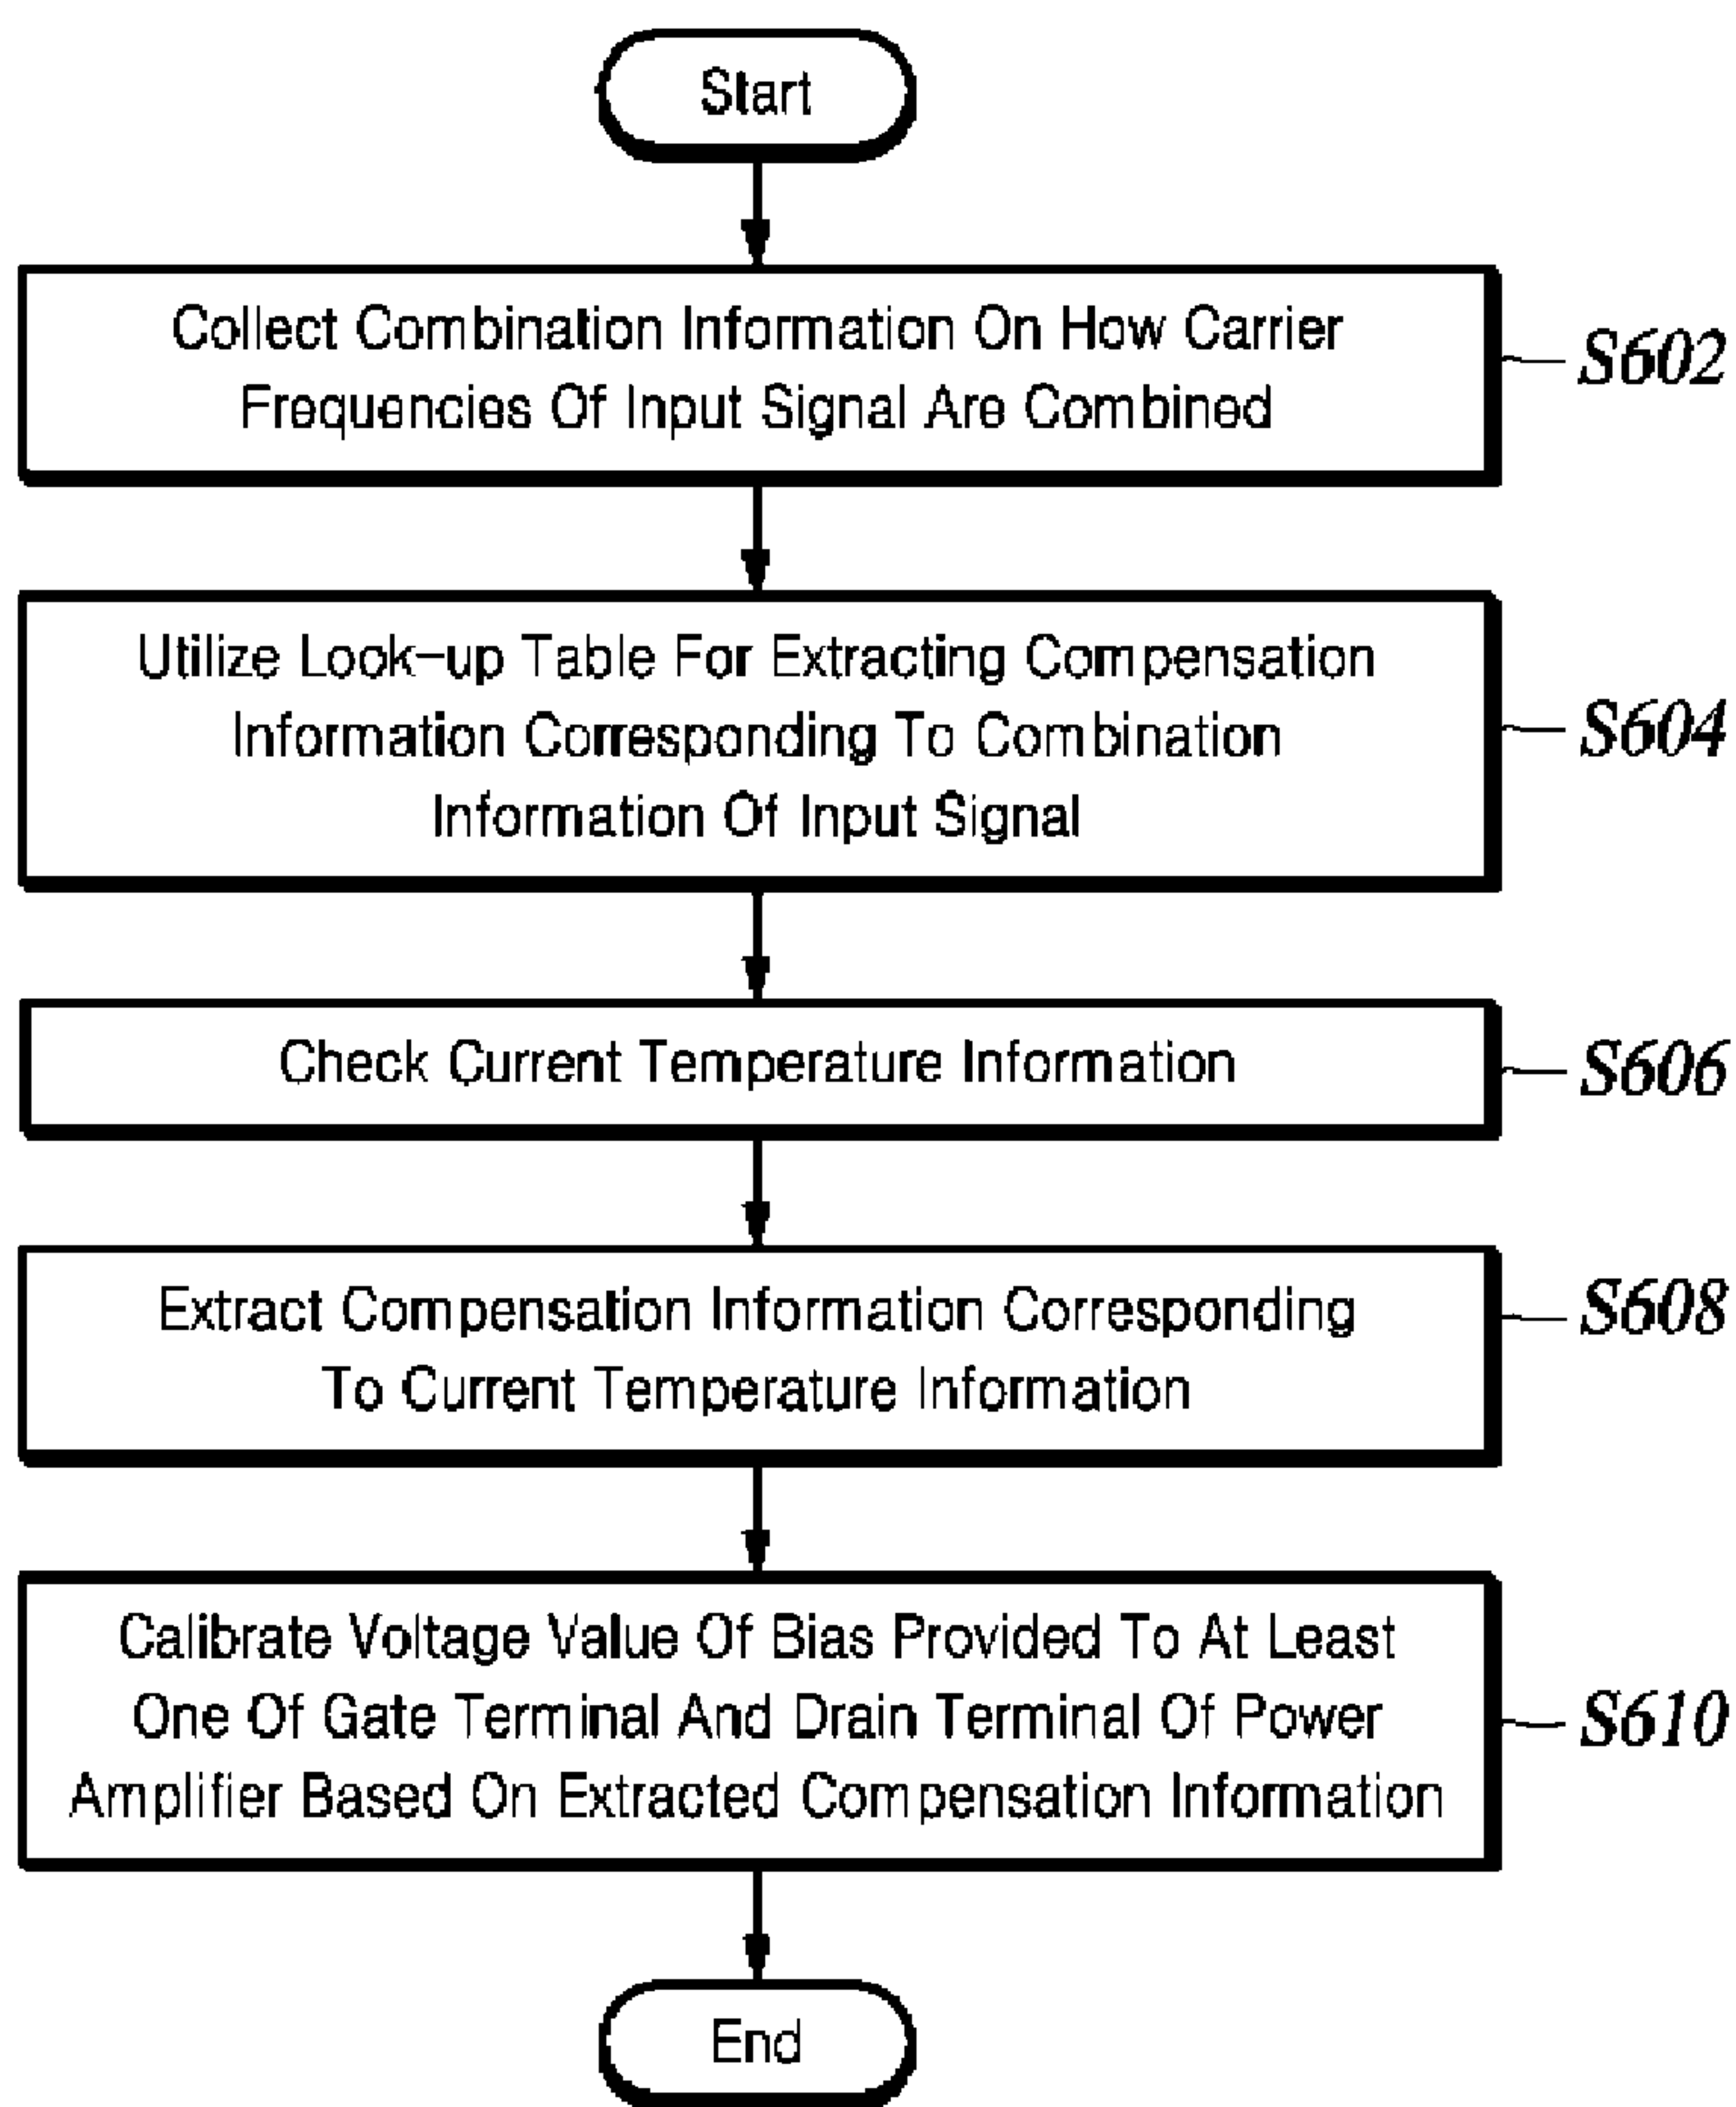 Start
Collect Combination Information On How Carrier
Frequencies Of Input Signal Are Combined
S602
Utilize Look-up Table For Extracting Compensation
Information Corresponding To Combination
Information Of Input Signal
S604
Check Current Temperature Information
S606
Extract Compensation Information Corresponding
To Current Temperature Information
S608
Calibrate Voltage Value Of Bias Provided To At Least
One Of Gate Terminal And Drain Terminal Of Power
Amplifier Based On Extracted Compensation Information
S610
End